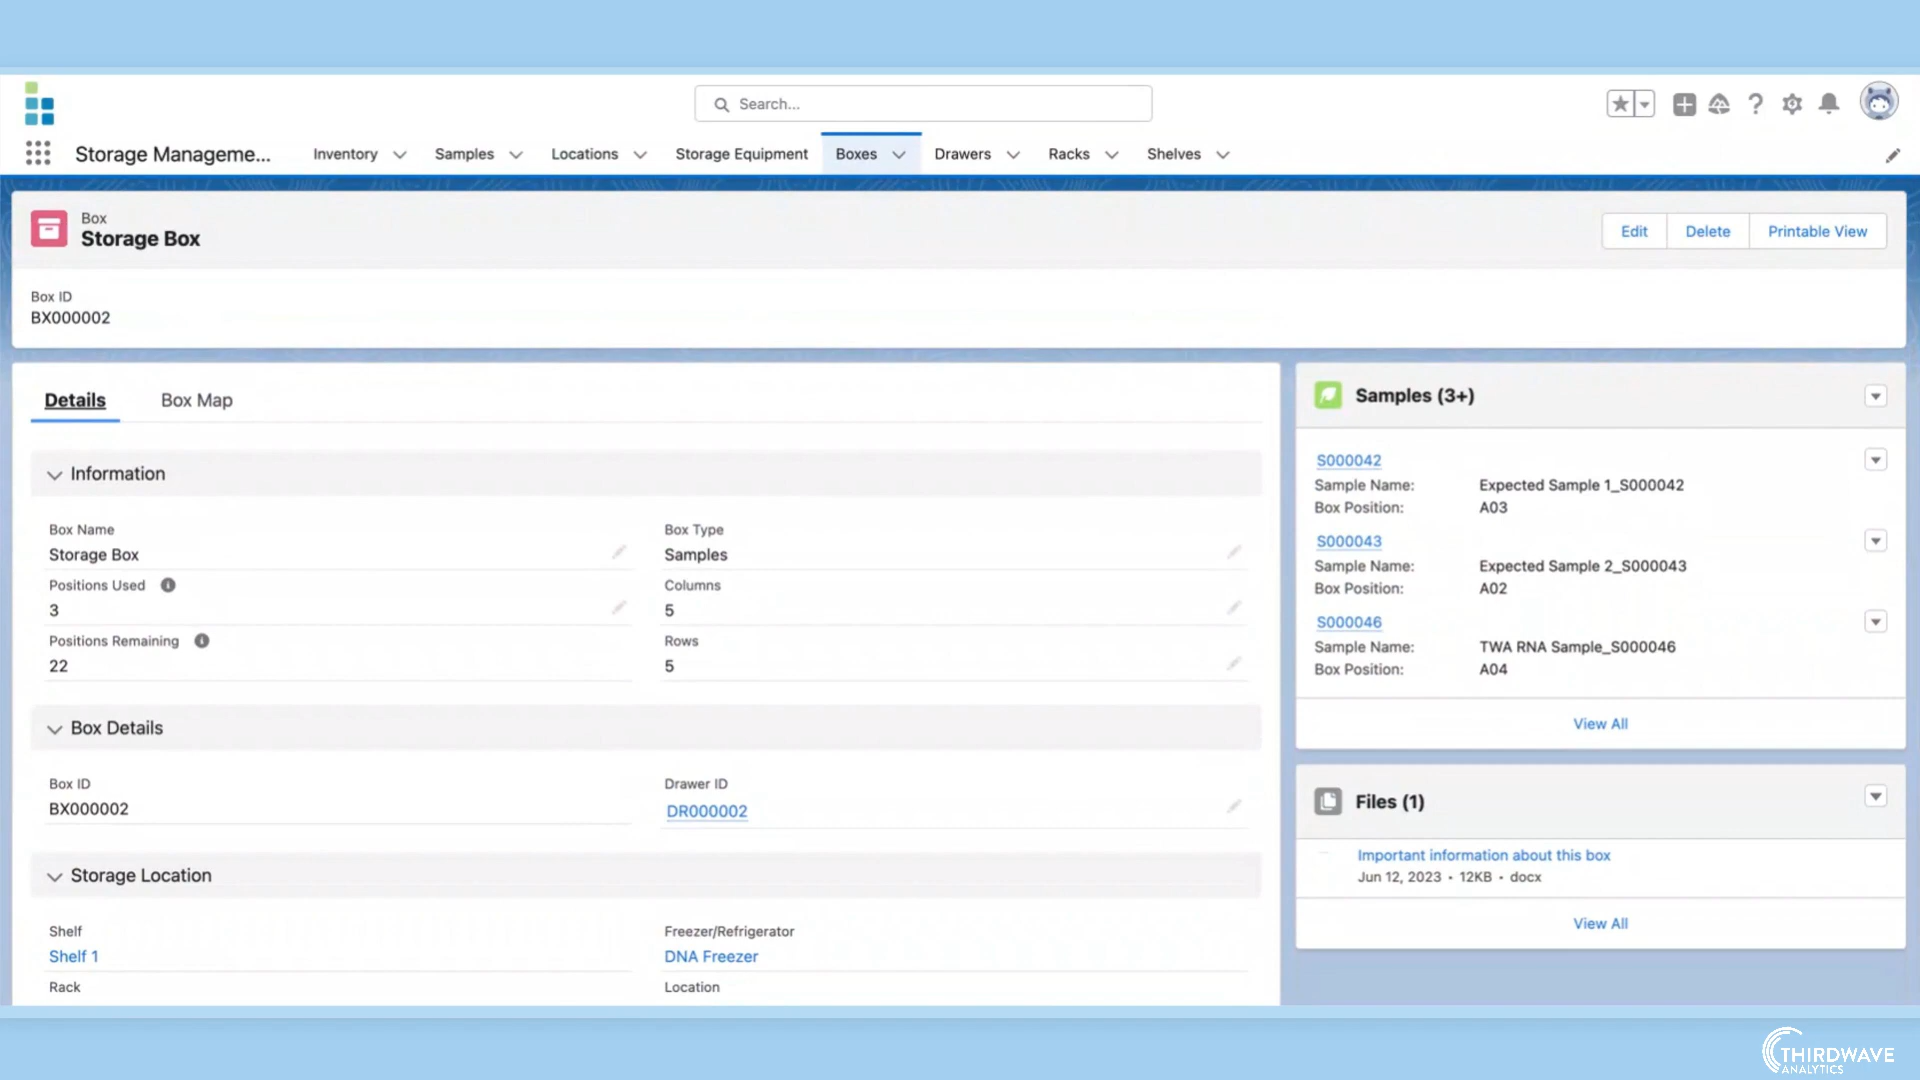 Search...
Storage Manageme...
Inventory
Samples
Locations
Storage Equipment
Boxes
Drawers
Racks
Shelves
Box
Storage Box
Edit
Delete
Printable View
Box ID
BX000002
Details
Box Map
Information
Box Name
Storage Box
Box Type
Samples
Positions Used
3
Columns
5
Positions Remaining
22
Rows
5
Box Details
Box ID
BX000002
Drawer ID
DR000002
Storage Location
Shelf
Shelf 1
Freezer/Refrigerator
DNA Freezer
Rack
Location
Samples (3+)
S000042
Sample Name: Expected Sample 1_S000042
Box Position: A03
S000043
Sample Name: Expected Sample 2_S000043
Box Position: A02
S000046
Sample Name: TWA RNA Sample_S000046
Box Position: A04
View All
Files (1)
Important information about this box
Jun 12, 2023 • 12KB • docx
View All
THIRDWAVE
ANALYTICS